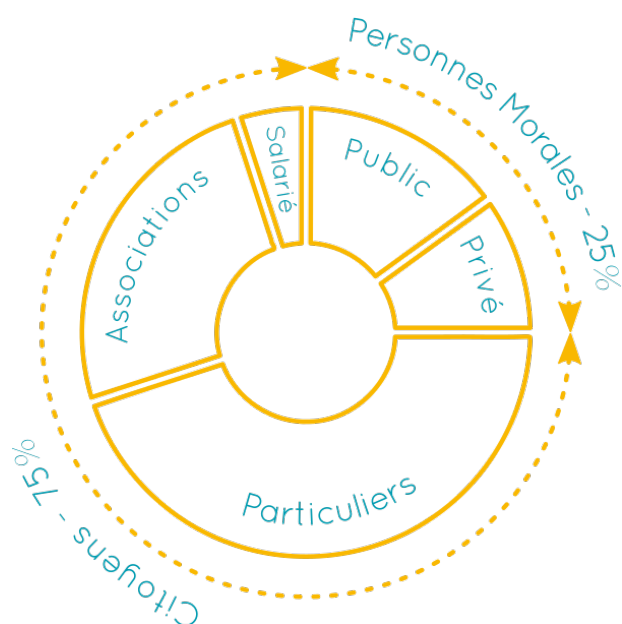 Personnes Morales - 25%
Public
Privé
Particuliers
Associations
Salarié
Citoyens - 75%